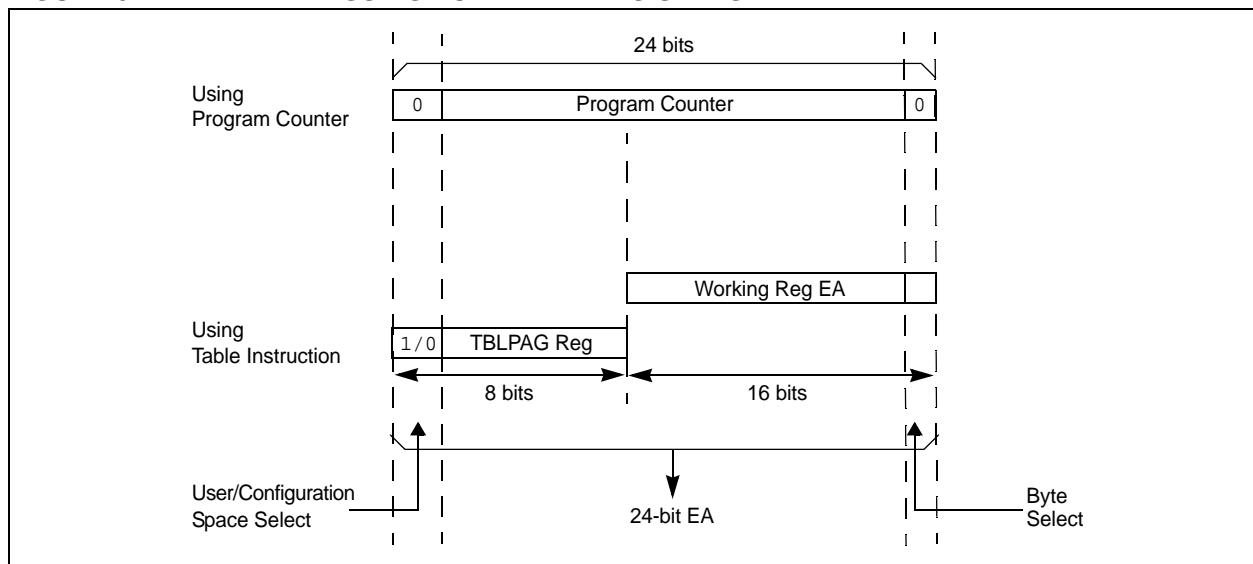 24 bits
Using
Program Counter
0
Program Counter
0
Working Reg EA
Using
Table Instruction
1/0
TBLPAG Reg
8 bits
16 bits
User/Configuration
Space Select
24-bit EA
Byte
Select